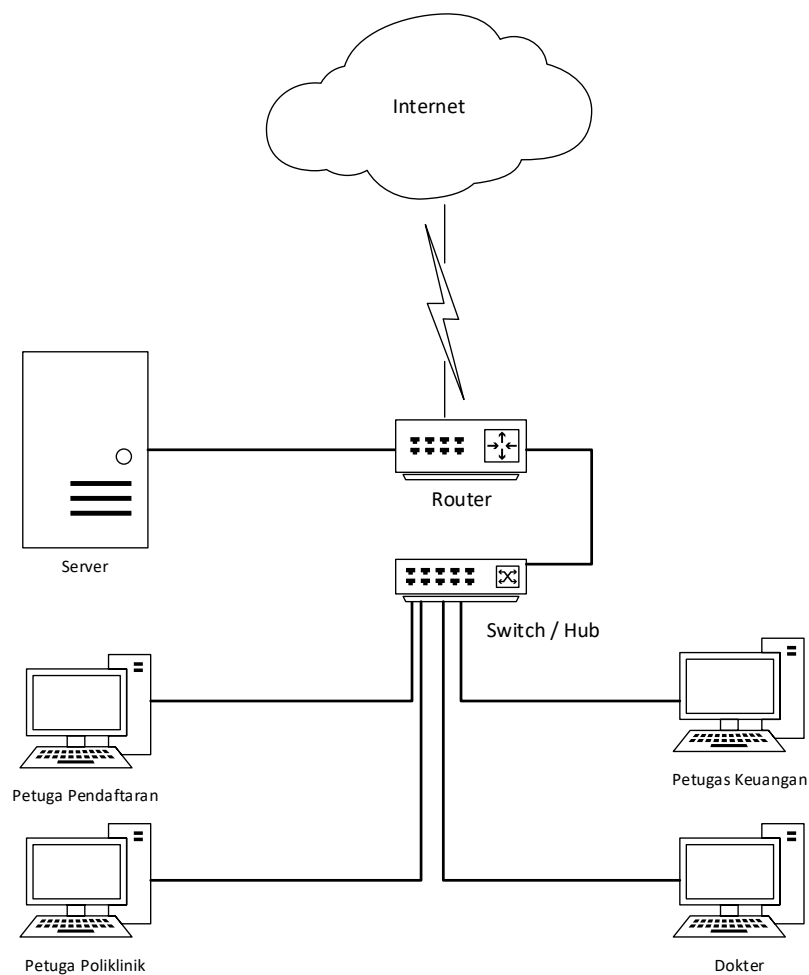 Internet
Router
Server
Switch / Hub
Petuga Pendaftaran
Petugas Keuangan
Petuga Poliklinik
Dokter